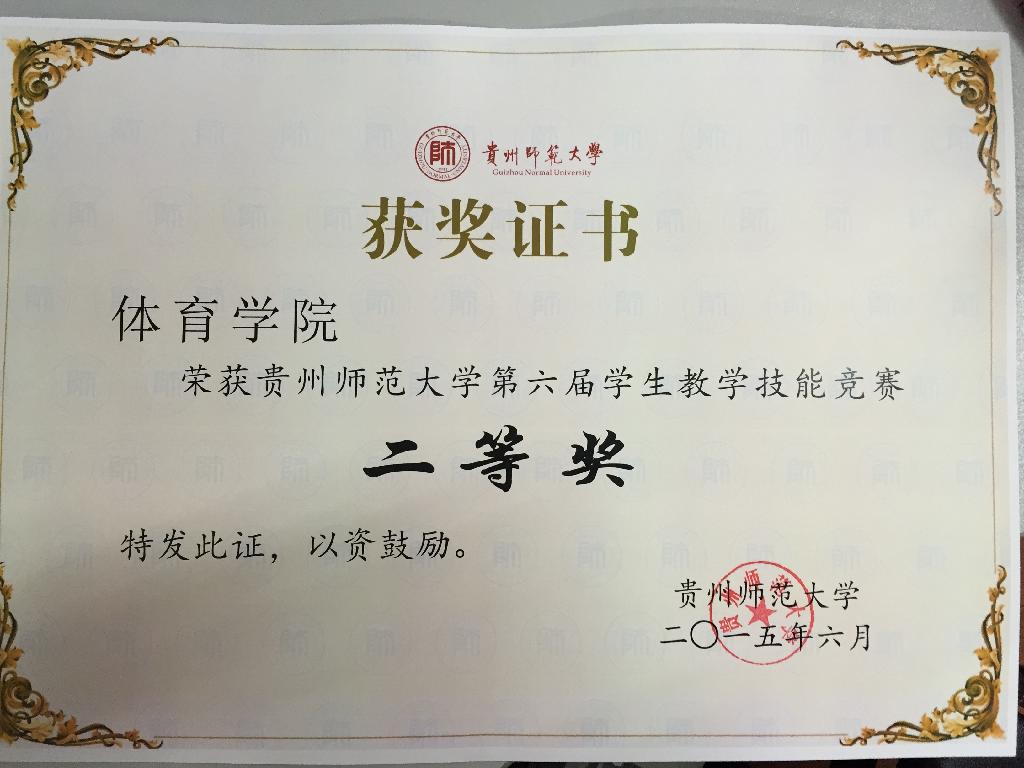 貴州師範大學
Guizhou Normal University
获奖证书
体育学院
荣获贵州师范大学第六届学生教学技能竞赛
二等奖
特发此证，以资鼓励。
贵州师范大学
二〇一五年六月